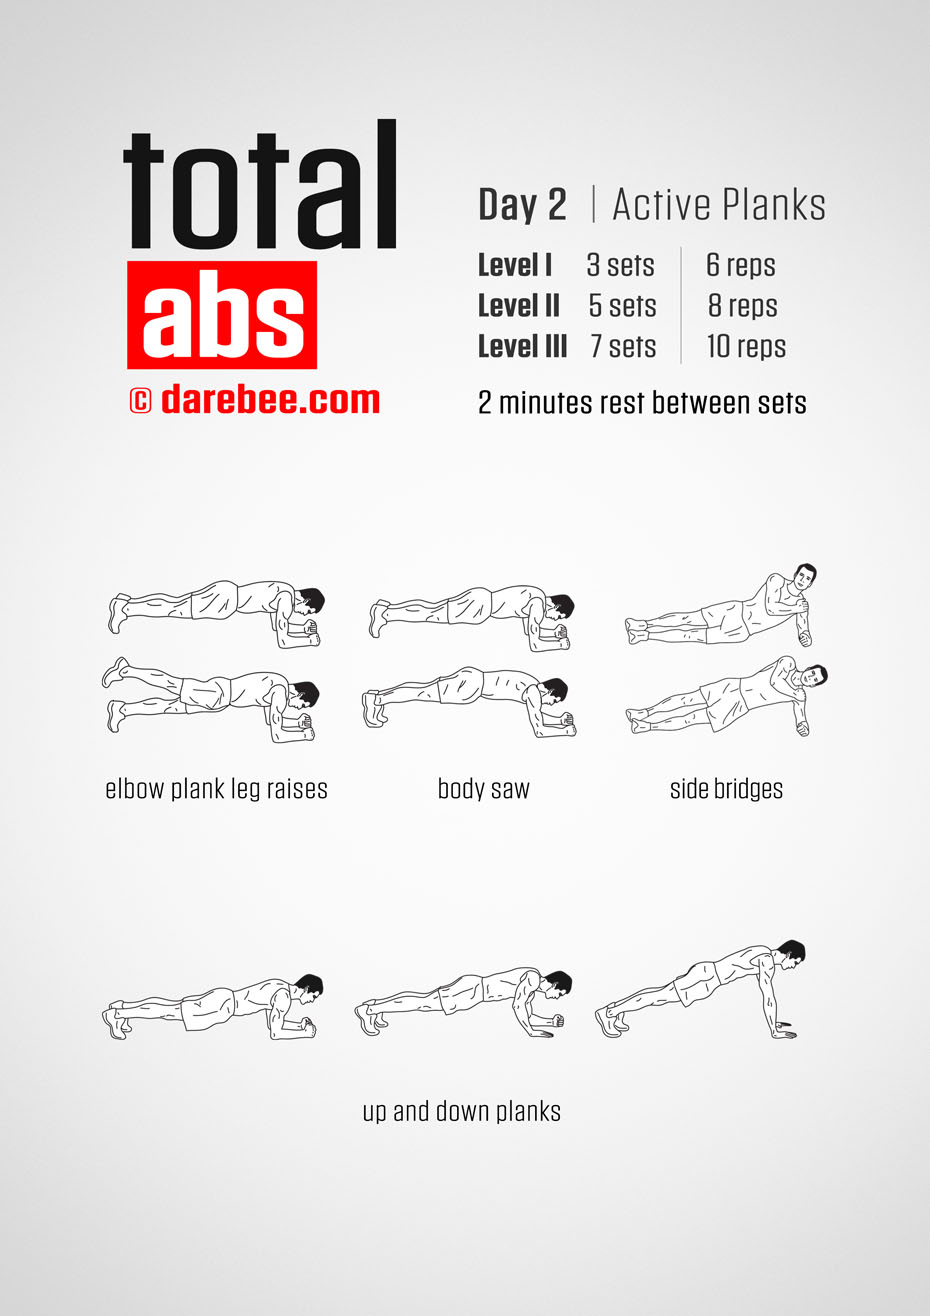 total
abs
© darebee.com
Day 2 | Active Planks
Level I 3 sets 6 reps
Level II 5 sets 8 reps
Level III 7 sets 10 reps
2 minutes rest between sets
elbow plank leg raises
body saw
side bridges
up and down planks